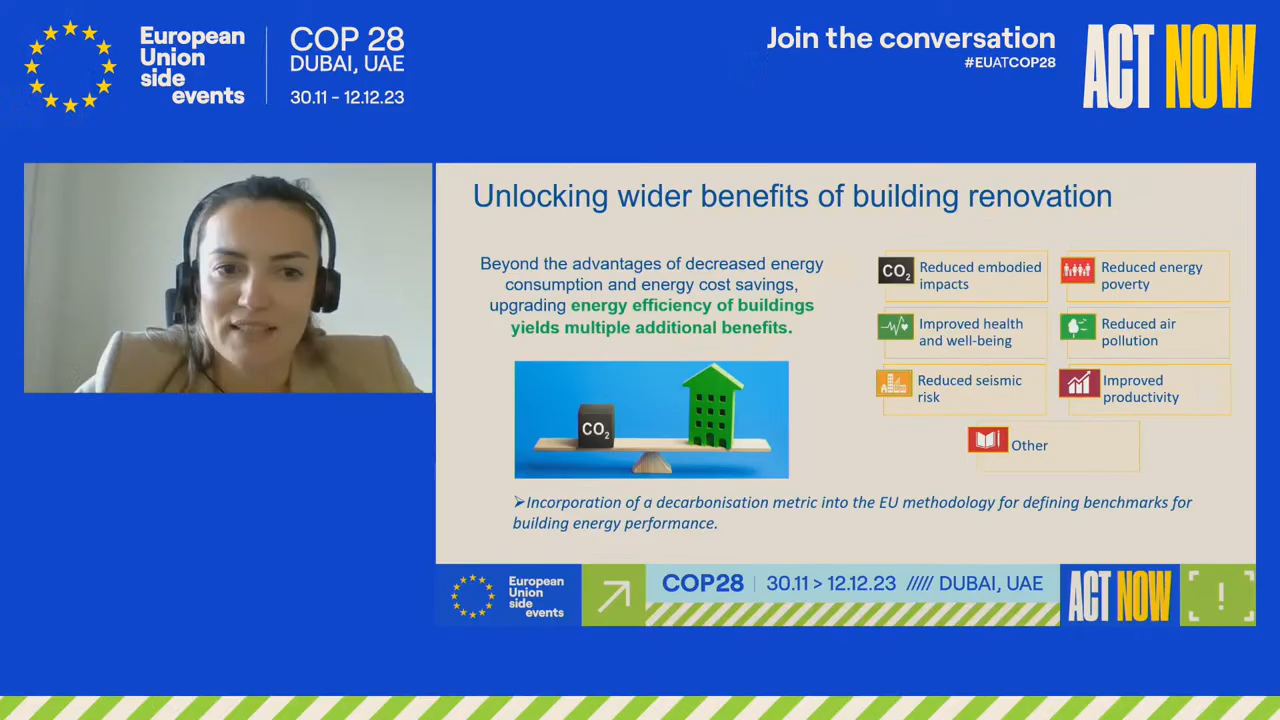 European
Union
side
events
COP 28
DUBAI, UAE
30.11 – 12.12.23
Join the conversation
#EUATCOP28
ACT NOW
Unlocking wider benefits of building renovation
Beyond the advantages of decreased energy
consumption and energy cost savings,
upgrading energy efficiency of buildings
yields multiple additional benefits.
CO2
CO2
Reduced embodied
impacts
Reduced energy
poverty
Improved health
and well-being
Reduced air
pollution
Reduced seismic
risk
Improved
productivity
Other
➢Incorporation of a decarbonisation metric into the EU methodology for defining benchmarks for
building energy performance.
European
Union
side
events
COP28 | 30.11 > 12.12.23 ///// DUBAI, UAE
ACT NOW
!